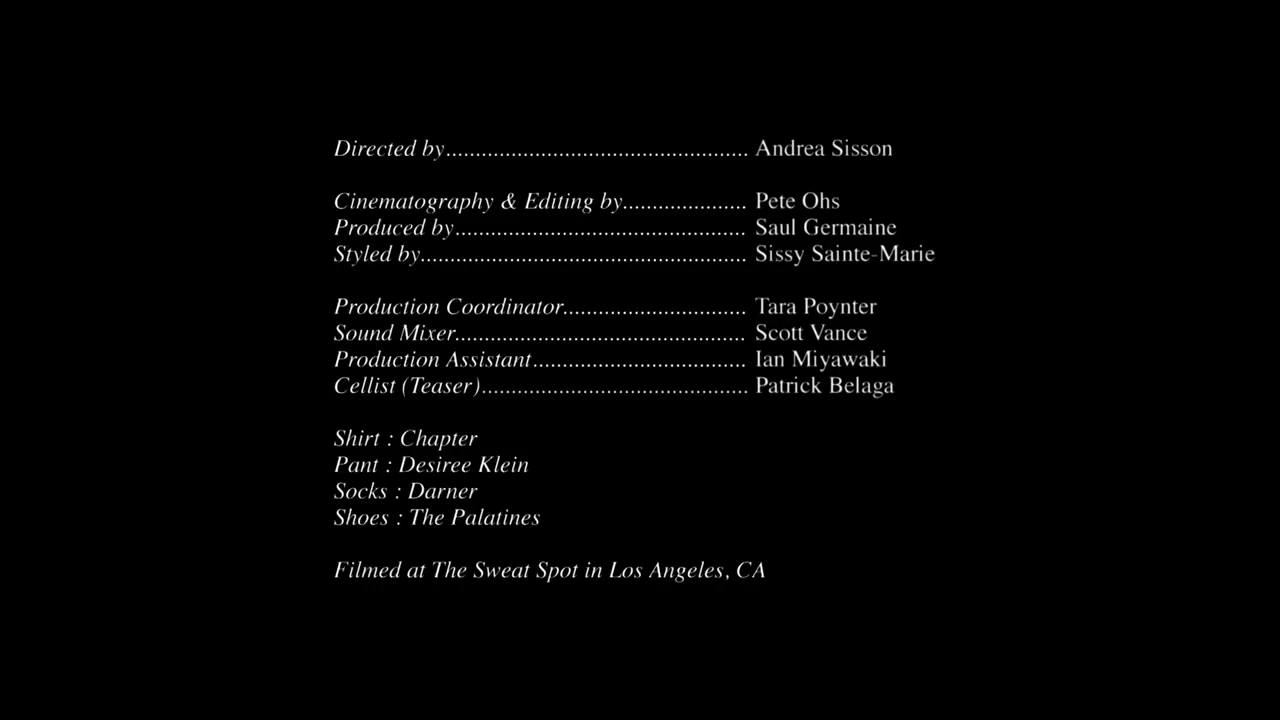 Directed by.................................................. Andrea Sisson
Cinematography & Editing by..................... Pete Ohs
Produced by................................................ Saul Germaine
Styled by...................................................... Sissy Sainte-Marie
Production Coordinator.............................. Tara Poynter
Sound Mixer................................................ Scott Vance
Production Assistant.................................... Ian Miyawaki
Cellist (Teaser)............................................ Patrick Belaga
Shirt : Chapter
Pant : Desiree Klein
Socks : Darner
Shoes : The Palatines
Filmed at The Sweat Spot in Los Angeles, CA